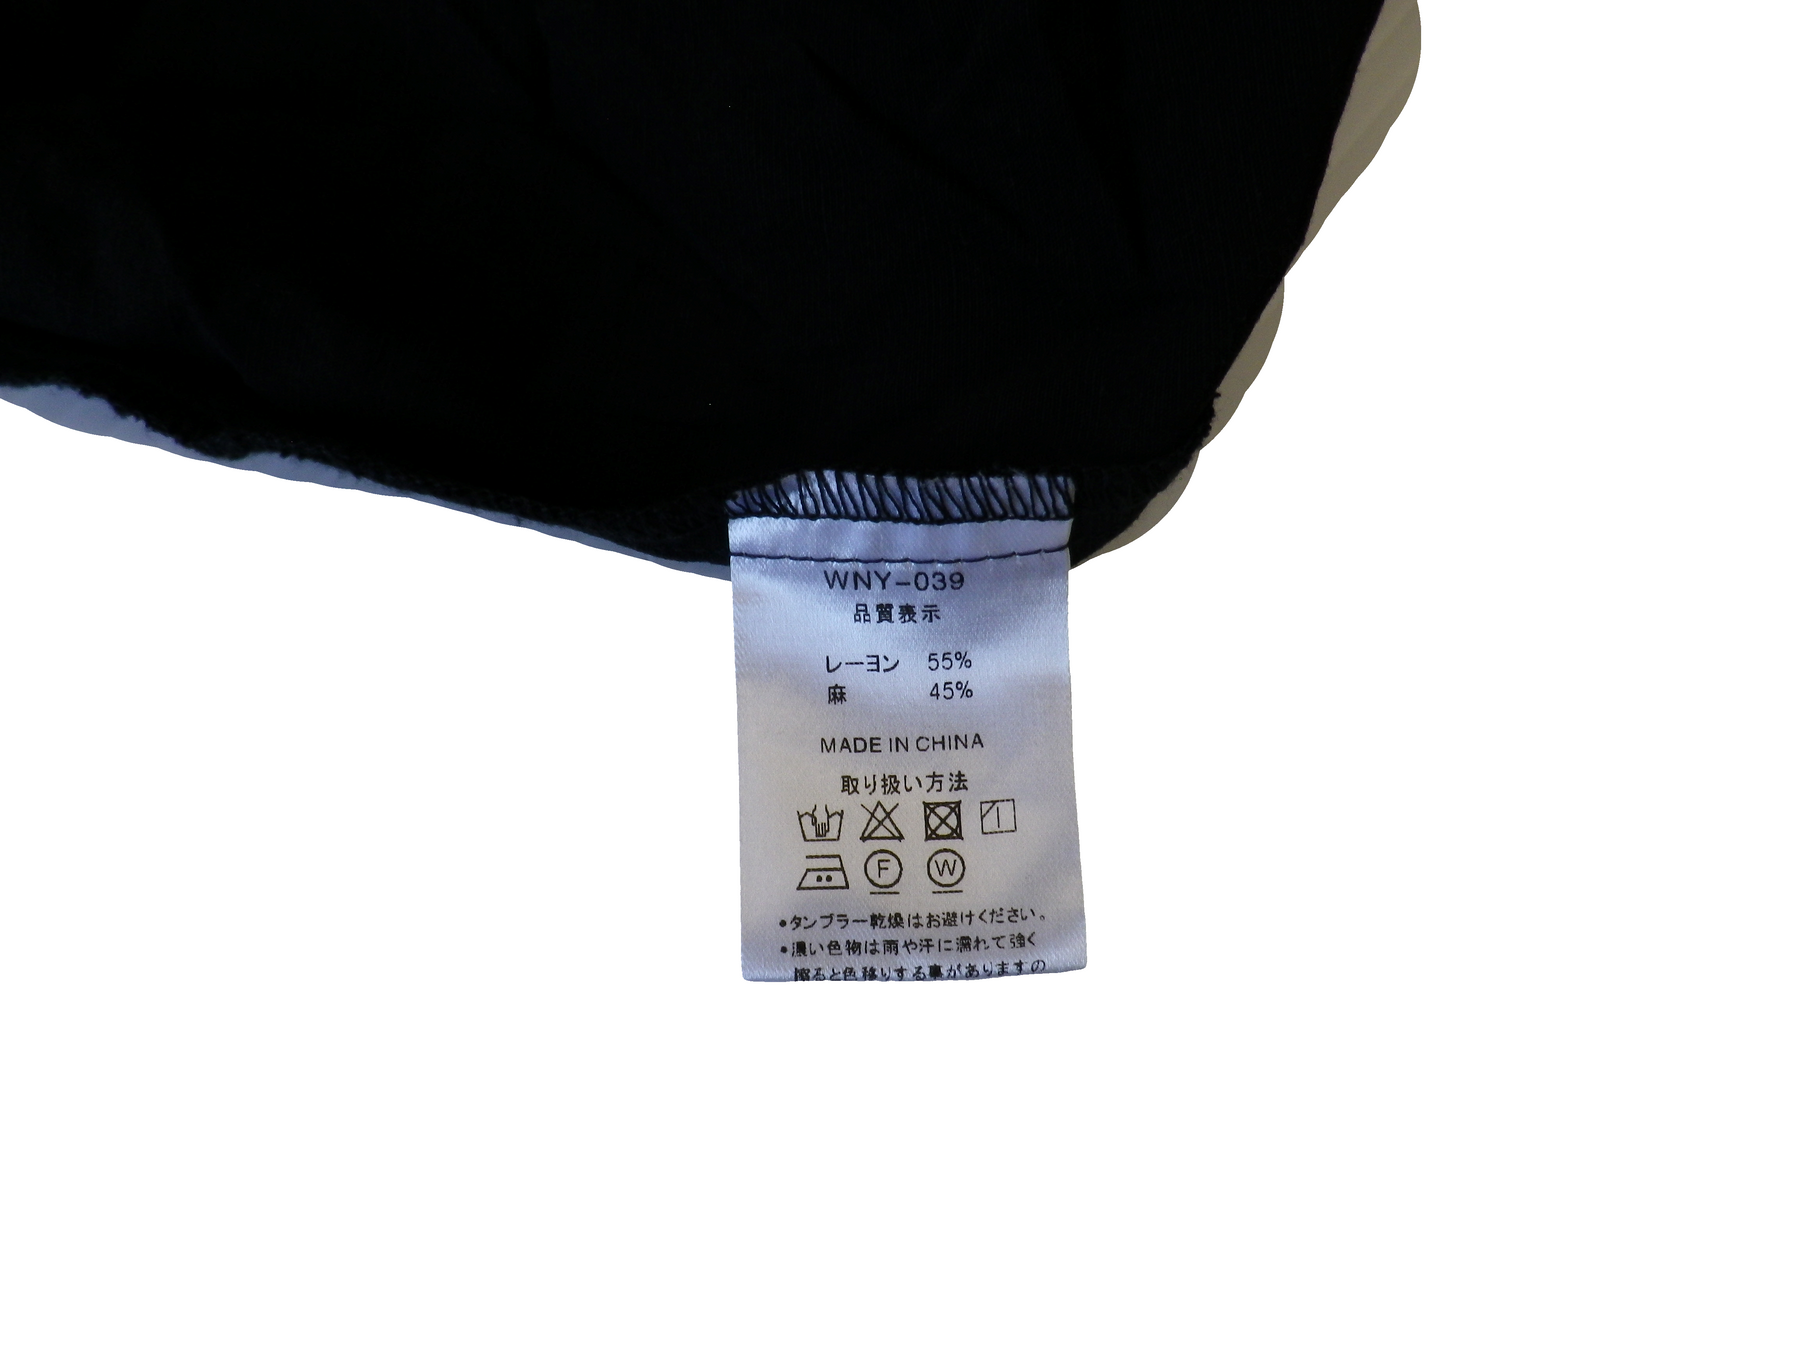 WNY-039
品質表示
レーヨン 55%
麻 45%
MADE IN CHINA
取り扱い方法
F W
•タンブラー乾燥はお避けください。
•濃い色物は雨や汗に濡れて強く
擦ると色移りする事がありますの